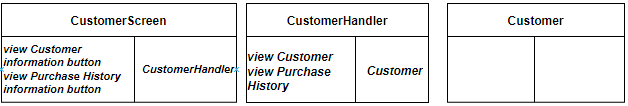 CustomerScreen
view Customer
information button
view Purchase History
information button
CustomerHandler
CustomerHandler
view Customer
view Purchase
History
Customer
Customer